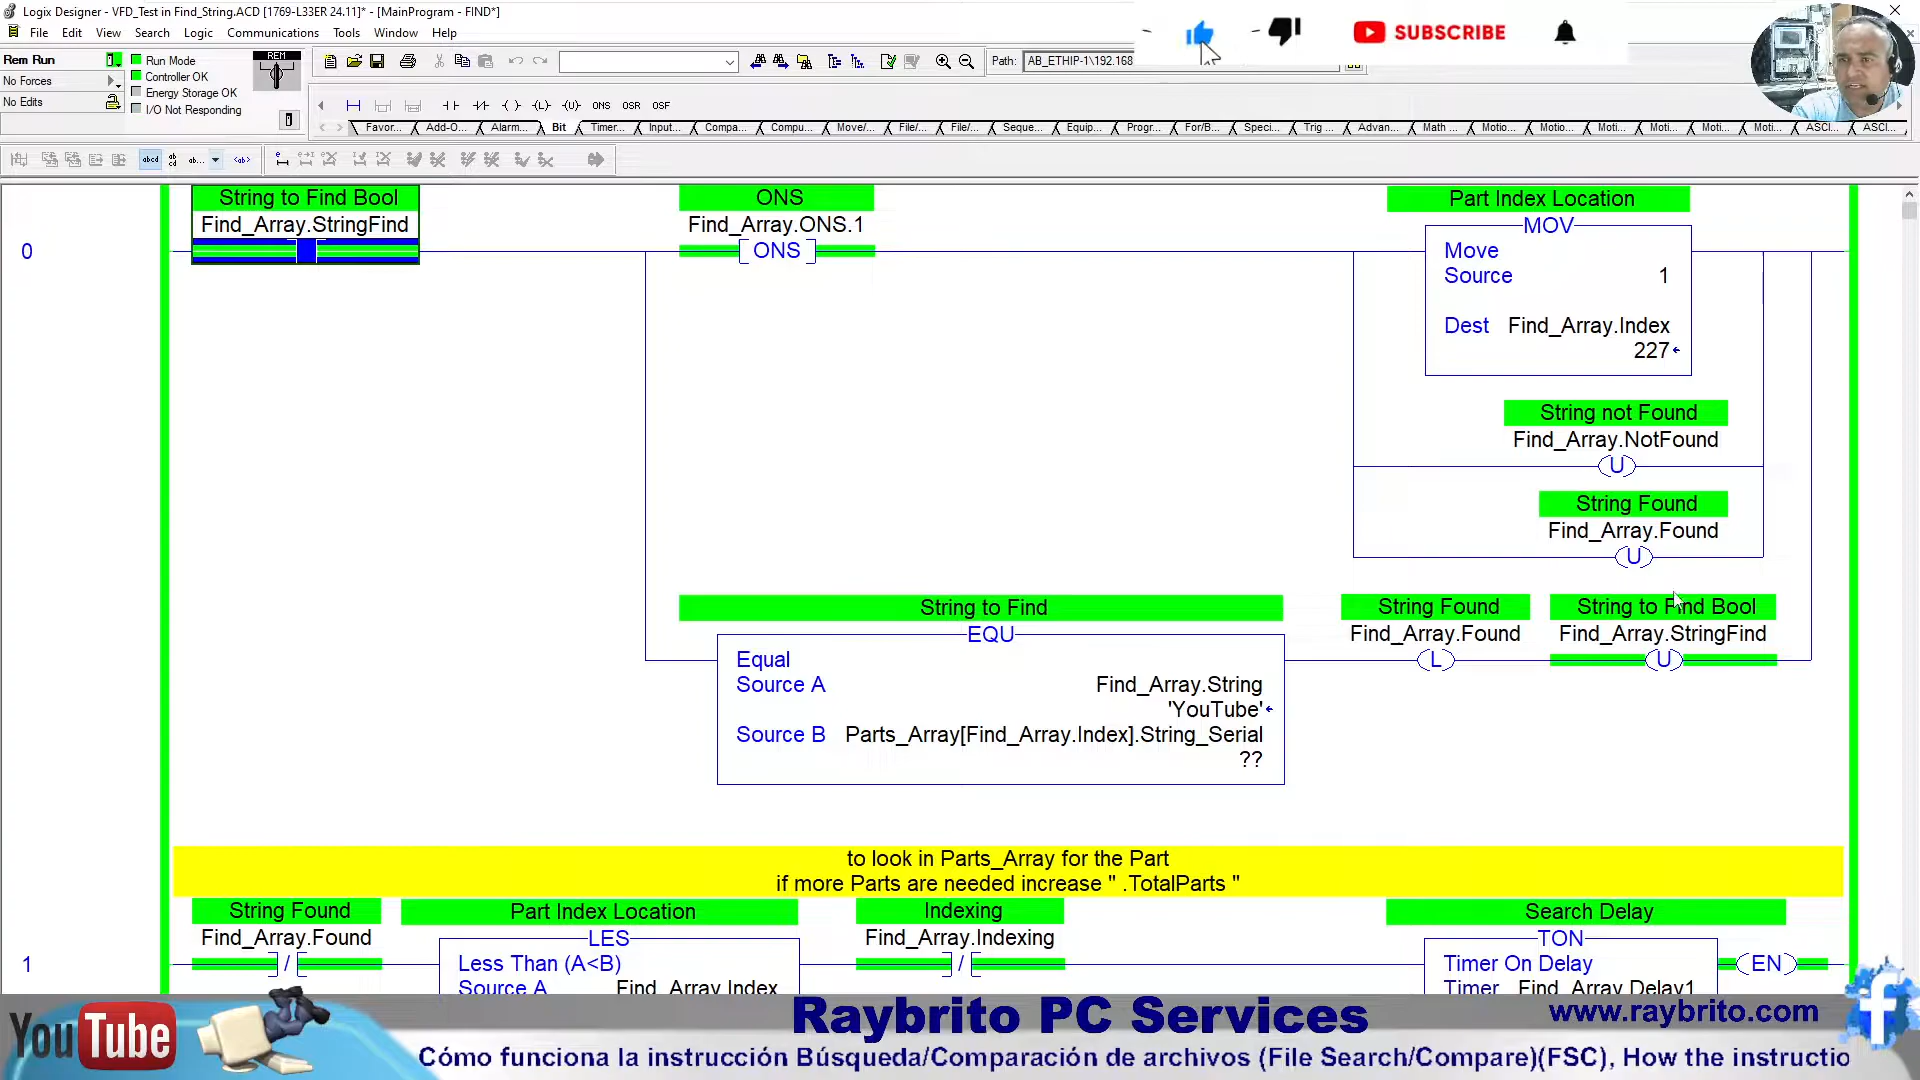 Logix Designer - VFD_Test in Find_String.ACD [1769-L33ER 24.11]* - [MainProgram - FIND*]
File Edit View Search Logic Communications Tools Window Help
SUBSCRIBE
Rem Run
No Forces
No Edits
Run Mode
Controller OK
Energy Storage OK
I/O Not Responding
REM
Path: AB_ETHIP-1\192.168
ONS OSR OSF
Favor... Add-O... Alarm... Bit Timer... Input... Compa... Compu... Move/... File/... File/... Seque... Equip... Progr... For/B... Speci... Trig ... Advan... Math ... Motio... Motio... Moti... Moti... Moti... Moti... ASCI... ASCI...
String to Find Bool
Find_Array.StringFind
ONS
Find_Array.ONS.1
ONS
Part Index Location
MOV
Move
Source 1
Dest Find_Array.Index
227
0
String not Found
Find_Array.NotFound
U
String Found
Find_Array.Found
U
String to Find
EQU
Equal
Source A Find_Array.String
'YouTube'
Source B Parts_Array[Find_Array.Index].String_Serial
??
String Found
Find_Array.Found
L
String to Find Bool
Find_Array.StringFind
U
to look in Parts_Array for the Part
if more Parts are needed increase " .TotalParts "
1
String Found
Find_Array.Found
/
Part Index Location
LES
Less Than (A<B)
Source A Find_Array.Index
Indexing
Find_Array.Indexing
/
Search Delay
TON
Timer On Delay
Timer Find_Array.Delay1
EN
YouTube
Raybrito PC Services
www.raybrito.com
Cómo funciona la instrucción Búsqueda/Comparación de archivos (File Search/Compare)(FSC), How the instructio